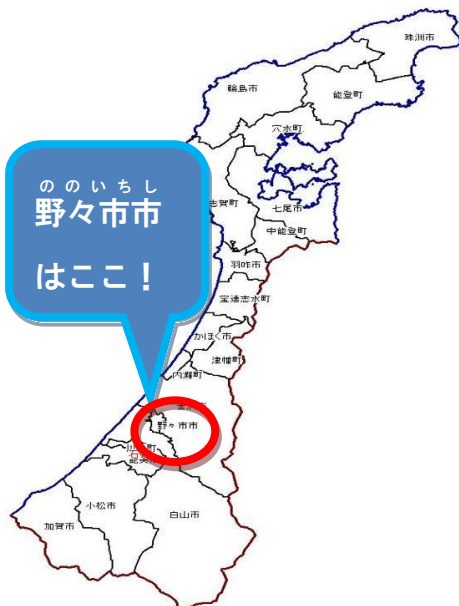 珠洲市
輪島市
能登町
穴水町
ののいちし
野々市市
はここ！
志賀町
七尾市
中能登町
羽咋市
宝達志水町
かほく市
津幡町
内灘町
野々市市
小松市
白山市
加賀市